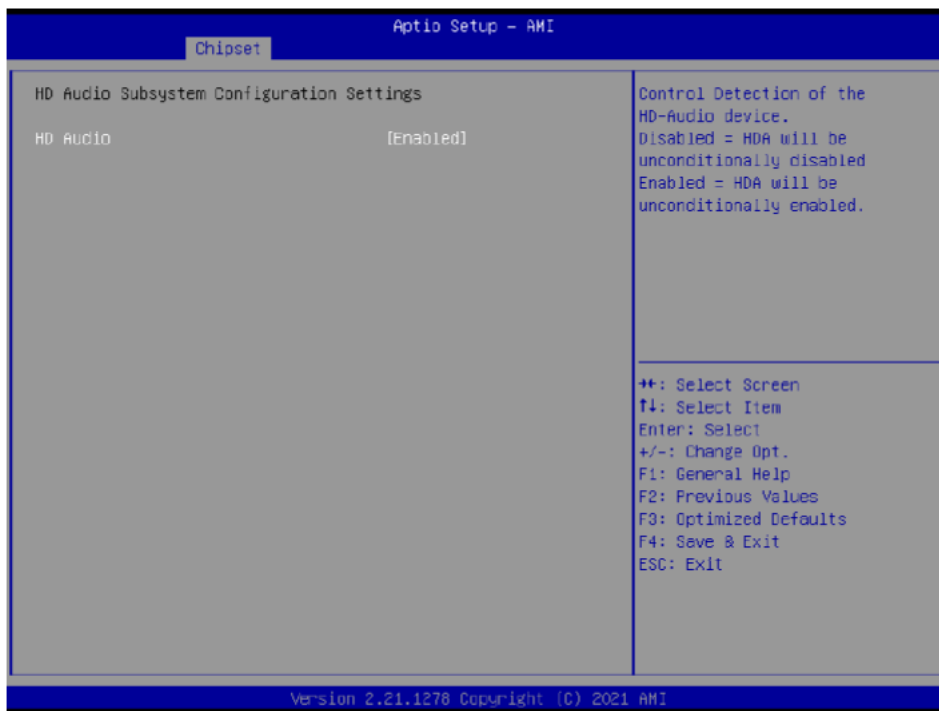 Aptio Setup – AMI
Chipset
HD Audio Subsystem Configuration Settings
HD Audio [Enabled]
Control Detection of the
HD-Audio device.
Disabled = HDA will be
unconditionally disabled
Enabled = HDA will be
unconditionally enabled.
→←: Select Screen
↑↓: Select Item
Enter: Select
+/-: Change Opt.
F1: General Help
F2: Previous Values
F3: Optimized Defaults
F4: Save & Exit
ESC: Exit
Version 2.21.1278 Copyright (C) 2021 AMI